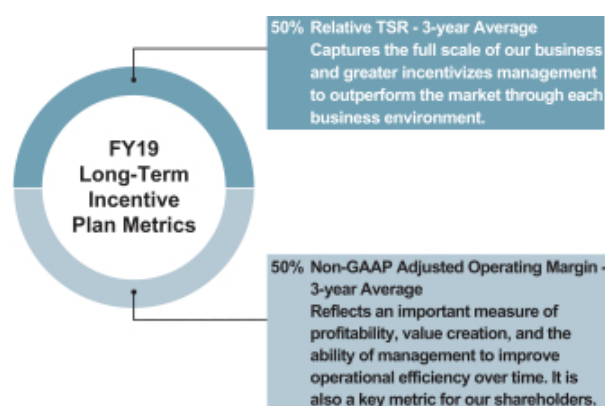 50% Relative TSR - 3-year Average
Captures the full scale of our business
and greater incentivizes management
to outperform the market through each
business environment.
FY19
Long-Term
Incentive
Plan Metrics
50% Non-GAAP Adjusted Operating Margin -
3-year Average
Reflects an important measure of
profitability, value creation, and the
ability of management to improve
operational efficiency over time. It is
also a key metric for our shareholders.